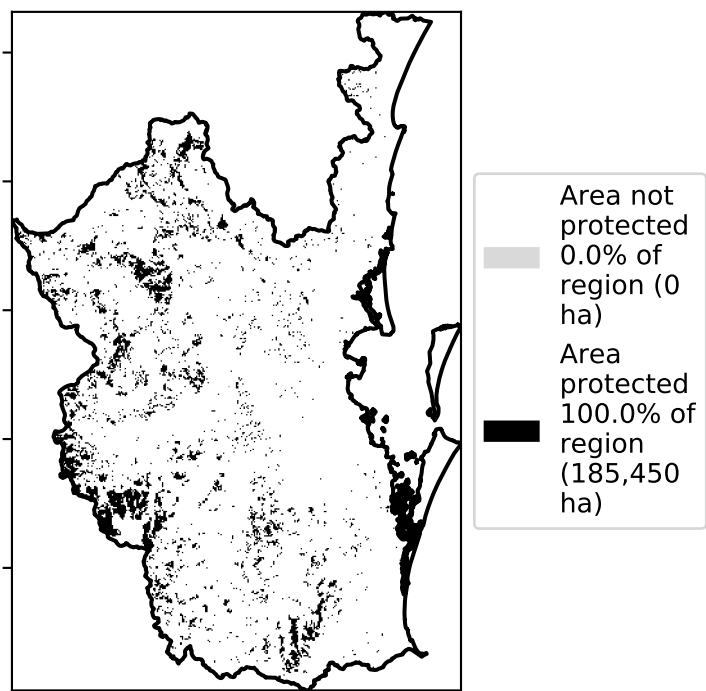 Area not
protected
0.0% of
region (0
ha)
Area
protected
100.0% of
region
(185,450
ha)